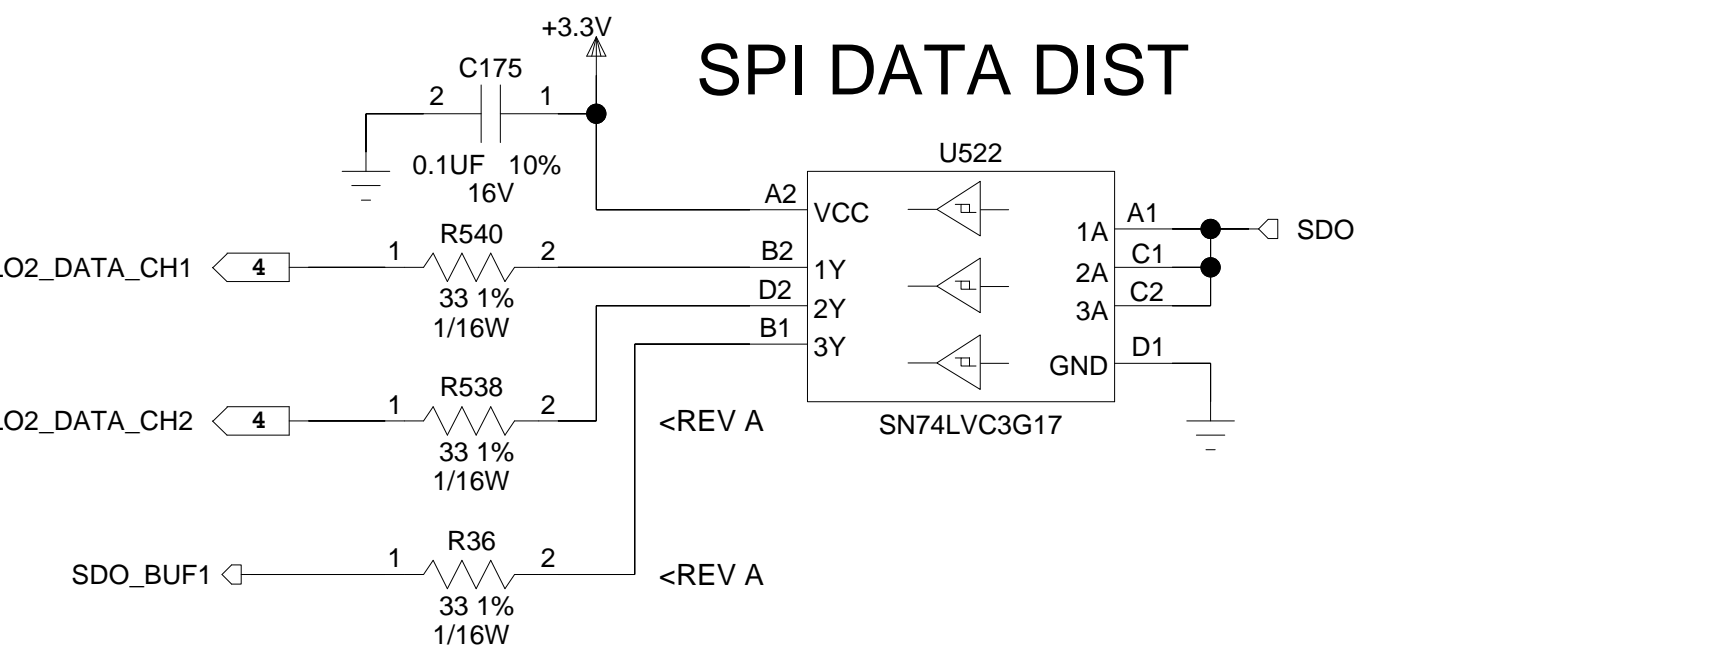 +3.3V
SPI DATA DIST
C175
2
1
0.1UF 10%
16V
U522
A2
VCC
1A
A1
SDO
R540
LO2_DATA_CH1
4
1
2
B2
1Y
2A
C1
33 1%
1/16W
D2
2Y
3A
C2
B1
3Y
GND
D1
R538
LO2_DATA_CH2
4
1
2
<REV A
SN74LVC3G17
33 1%
1/16W
R36
SDO_BUF1
1
2
<REV A
33 1%
1/16W